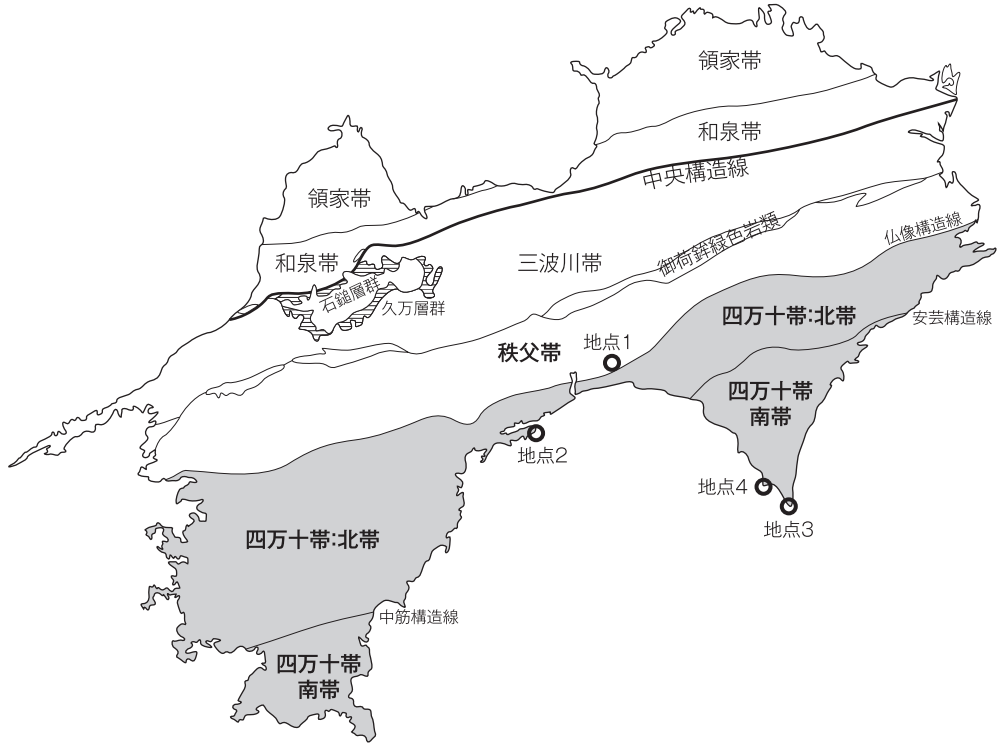 領家帯
和泉帯
中央構造線
領家帯
和泉帯
石鎚層群
久万層群
三波川帯
御荷鉾緑色岩類
仏像構造線
四万十帯:北帯
安芸構造線
秩父帯
地点1
四万十帯
南帯
地点2
地点4
地点3
四万十帯:北帯
中筋構造線
四万十帯
南帯